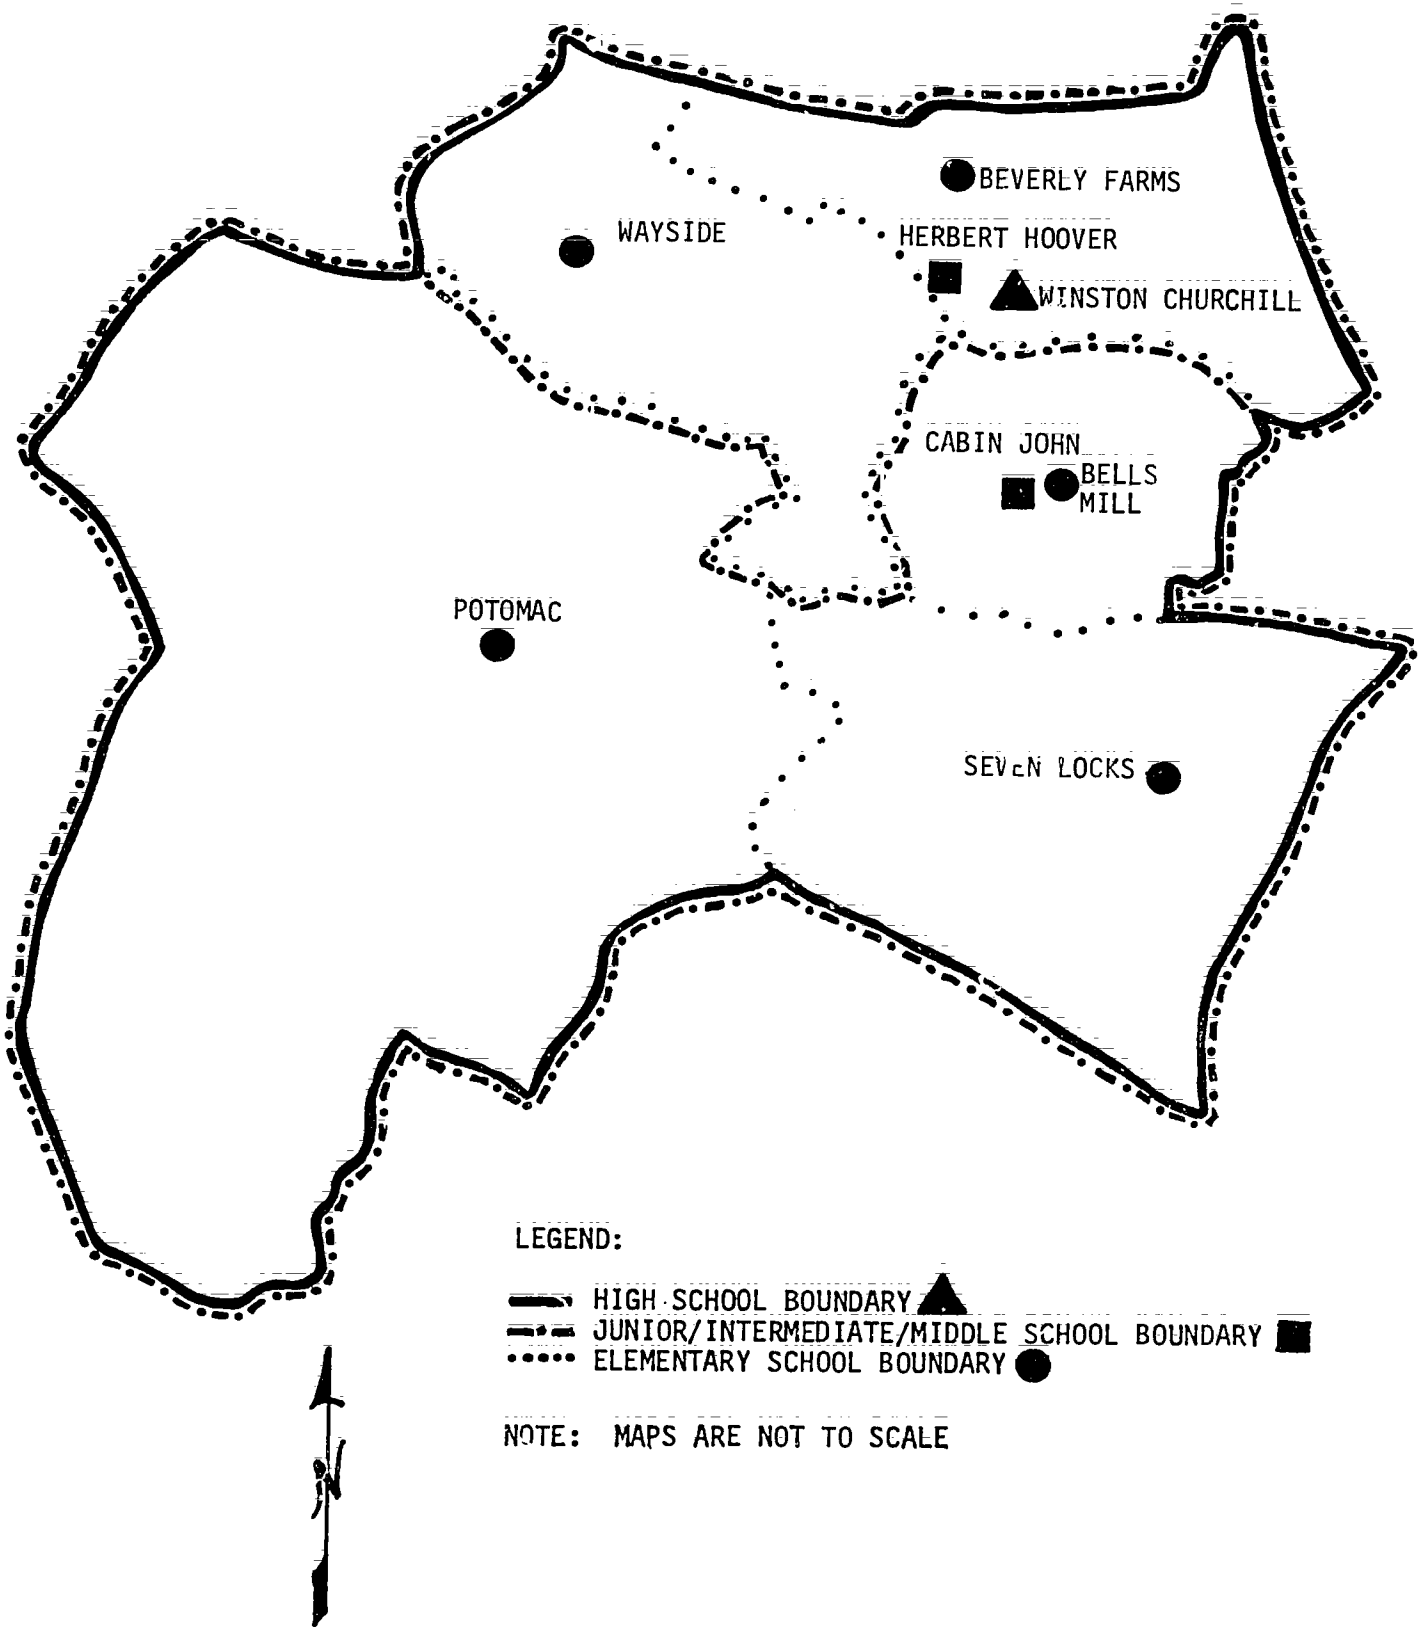 BEVERLY FARMS
WAYSIDE
HERBERT HOOVER
WINSTON CHURCHILL
CABIN JOHN
BELLS
MILL
POTOMAC
SEVEN LOCKS
LEGEND:
HIGH SCHOOL BOUNDARY
JUNIOR/INTERMEDIATE/MIDDLE SCHOOL BOUNDARY
ELEMENTARY SCHOOL BOUNDARY
NOTE: MAPS ARE NOT TO SCALE
N